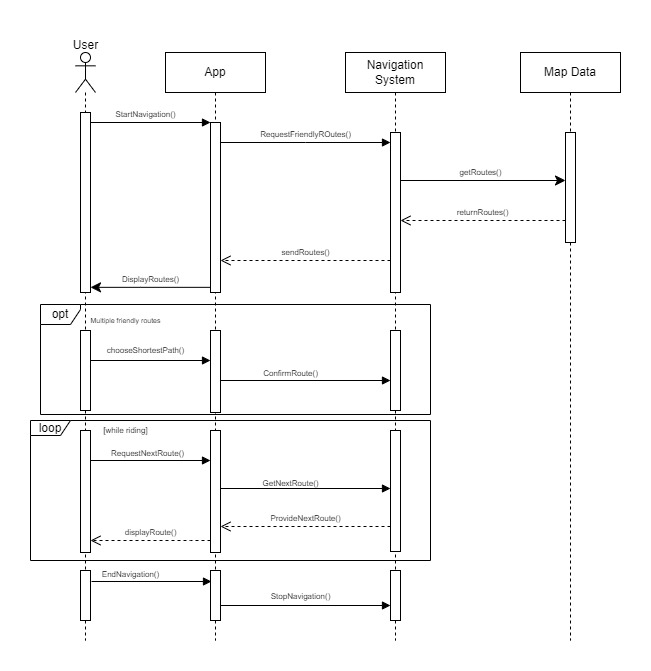 User
App
Navigation
System
Map Data
StartNavigation()
RequestFriendlyROutes()
getRoutes()
returnRoutes()
sendRoutes()
DisplayRoutes()
opt
Multiple friendly routes
chooseShortestPath()
ConfirmRoute()
loop
[while riding]
RequestNextRoute()
GetNextRoute()
ProvideNextRoute()
displayRoute()
EndNavigation()
StopNavigation()